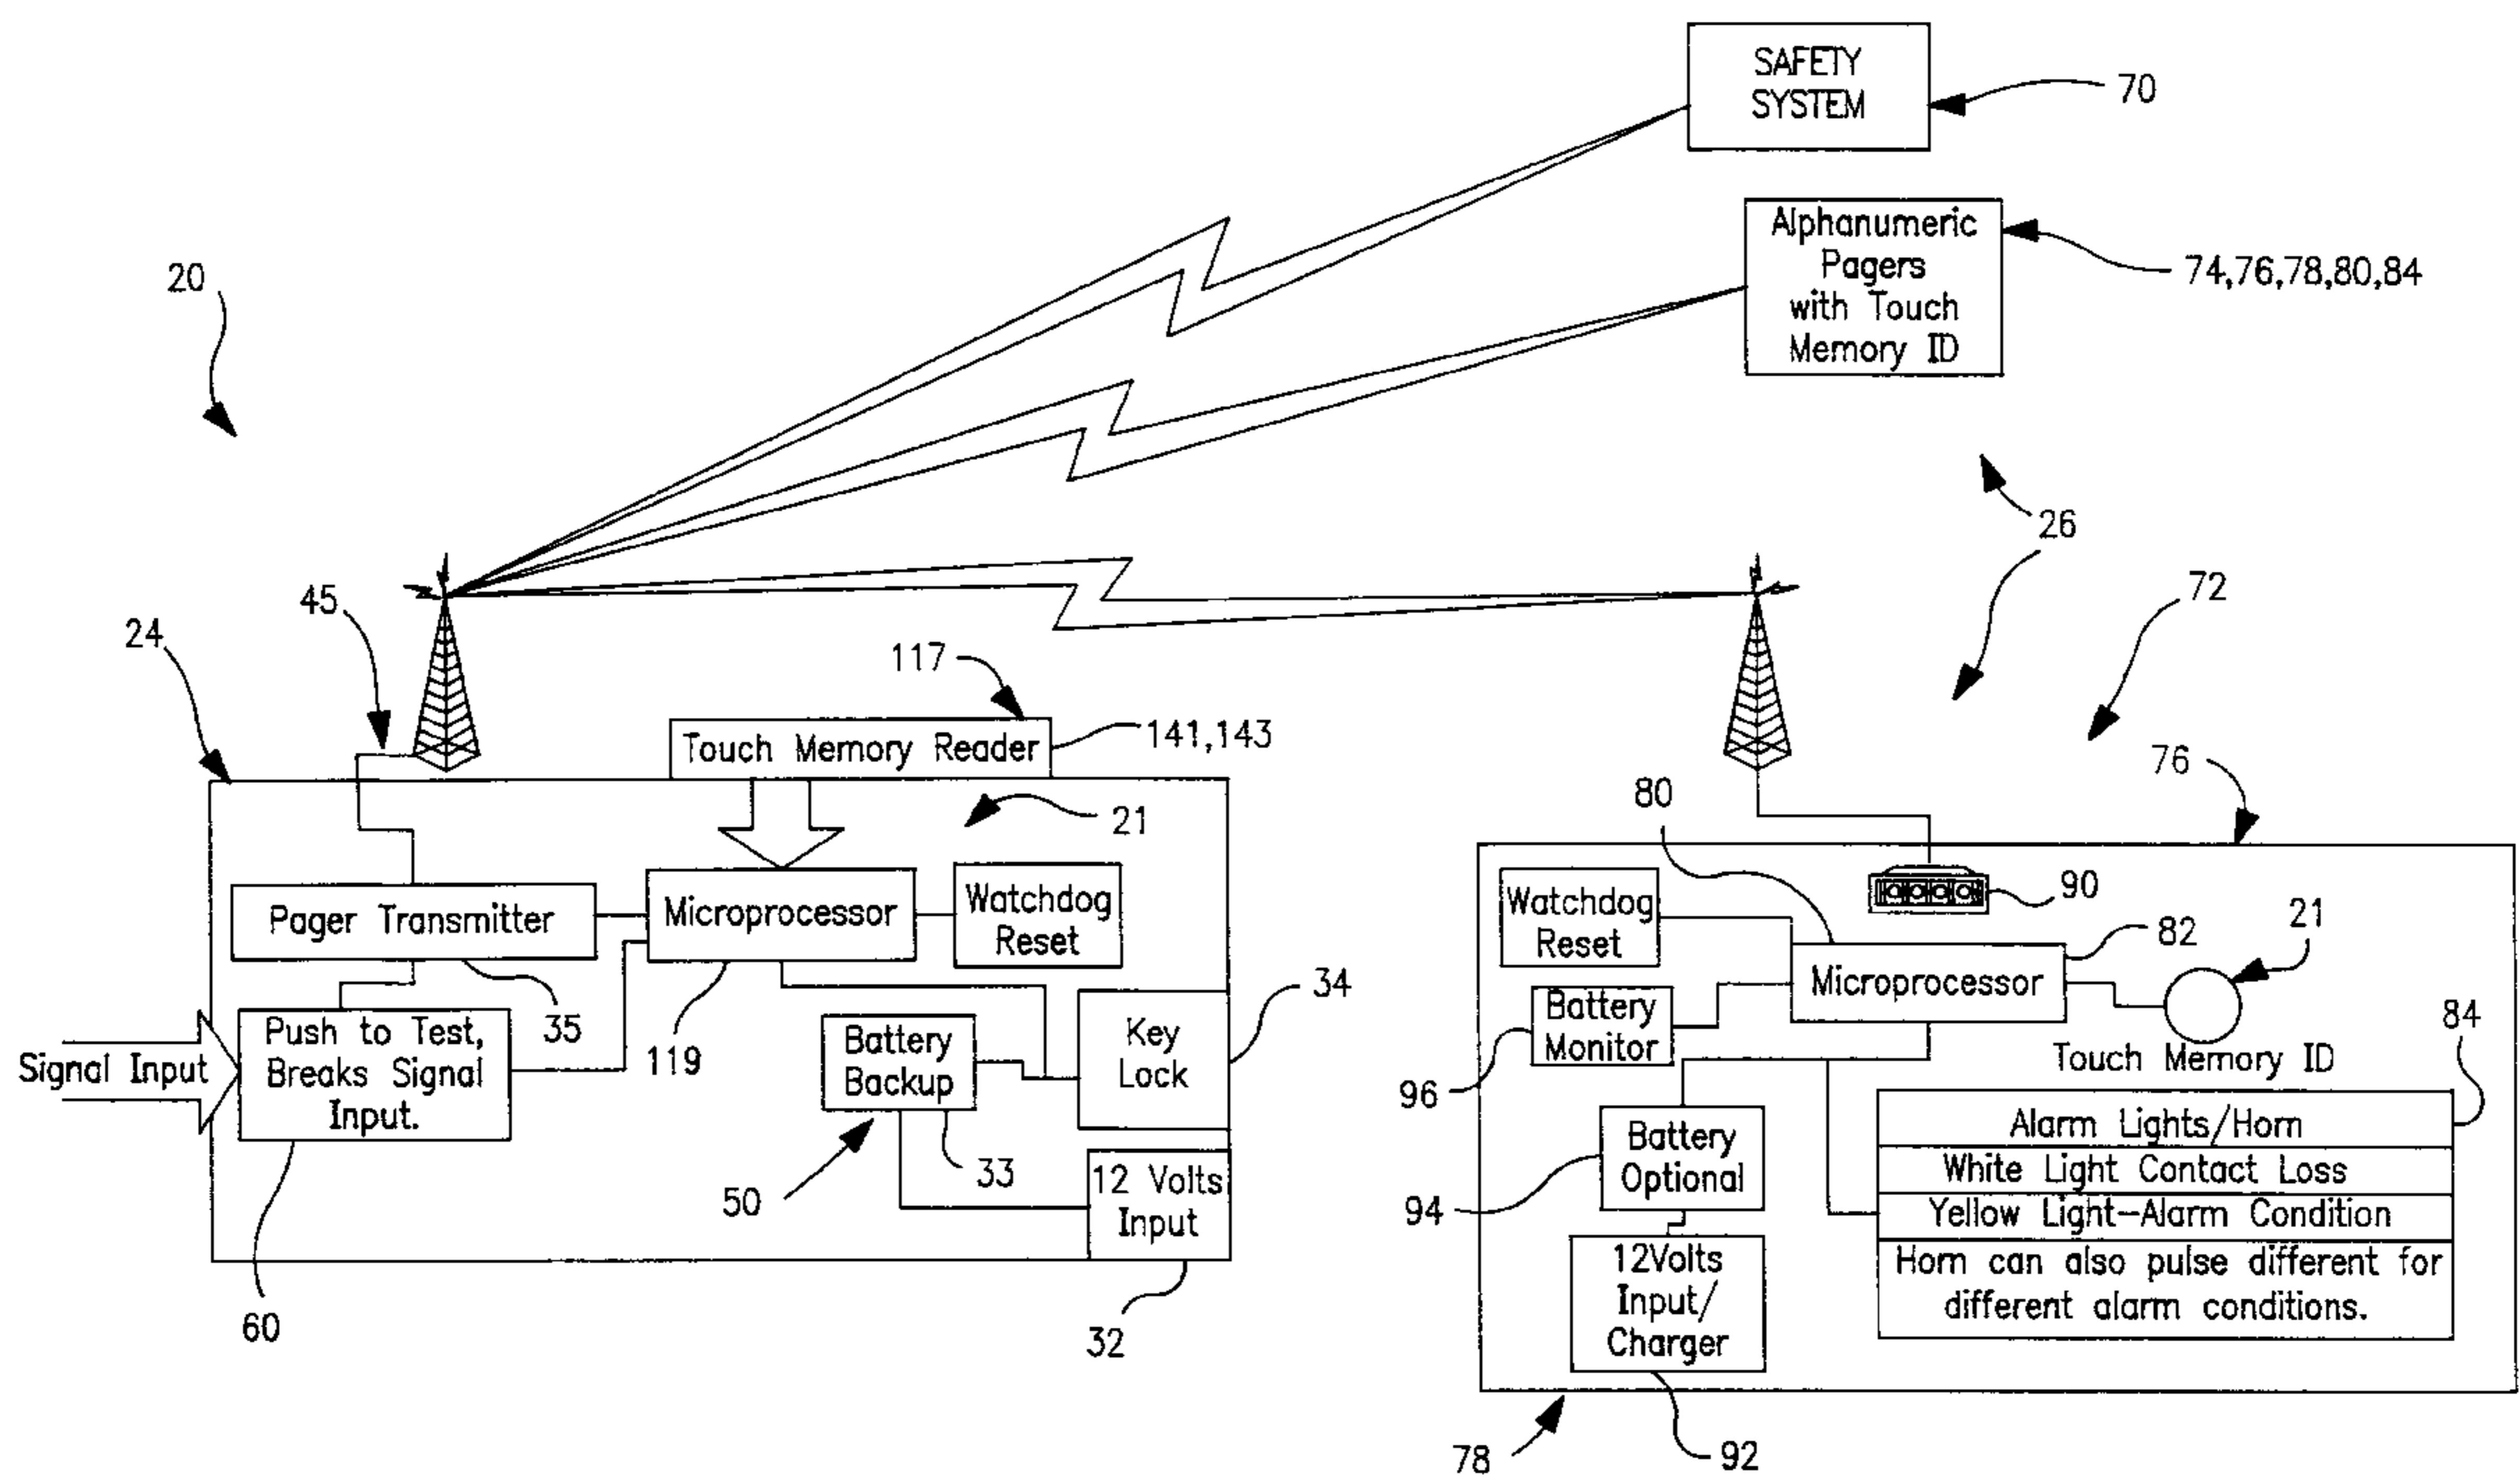 SAFETY
SYSTEM
70
Alphanumeric
Pagers
with Touch
Memory ID
74,76,78,80,84
20
26
72
45
24
117
Touch Memory Reader
141,143
76
21
80
90
Pager Transmitter
Microprocessor
Watchdog
Reset
Watchdog
Reset
82
21
Microprocessor
Signal Input
Push to Test,
Breaks Signal
Input.
35
119
Battery
Backup
Key
Lock
34
Battery
Monitor
96
Touch Memory ID
84
33
50
12 Volts
Input
60
32
Battery
Optional
94
Alarm Lights/Horn
White Light Contact Loss
Yellow Light-Alarm Condition
Horn can also pulse different for
different alarm conditions.
12Volts
Input/
Charger
78
92